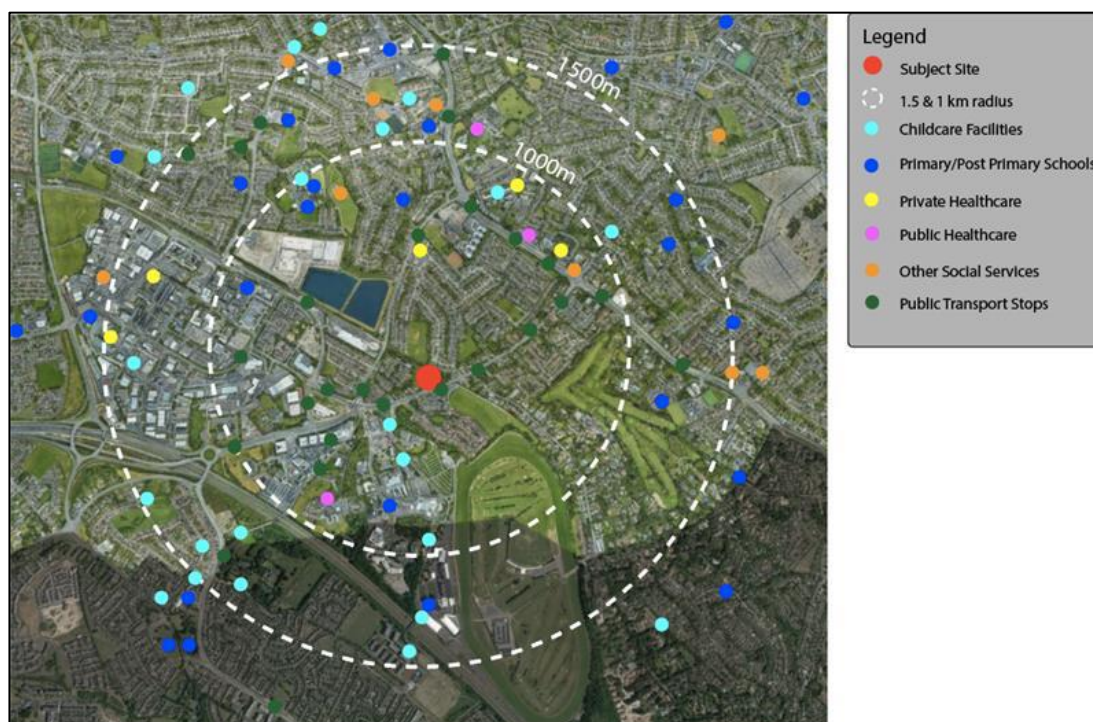 1500m
1000m
Legend
Subject Site
1.5 & 1 km radius
Childcare Facilities
Primary/Post Primary Schools
Private Healthcare
Public Healthcare
Other Social Services
Public Transport Stops